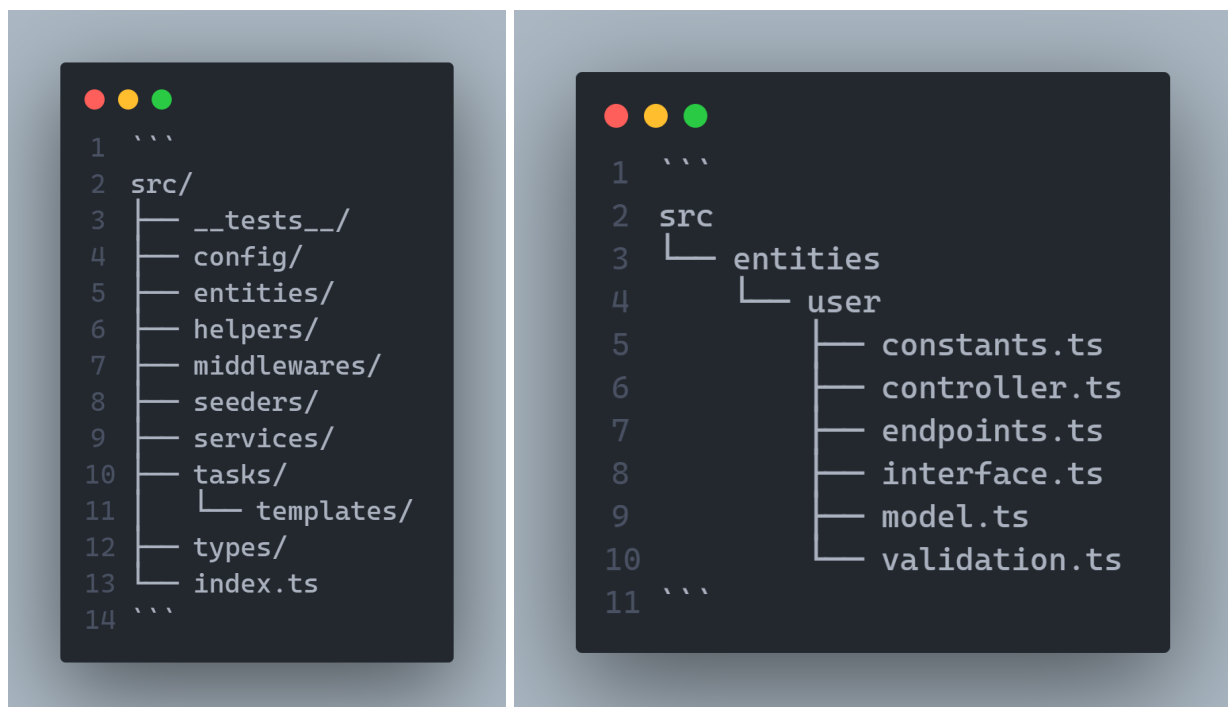 1 ```
2 src/
3 ├── __tests__/
4 ├── config/
5 ├── entities/
6 ├── helpers/
7 ├── middlewares/
8 ├── seeders/
9 ├── services/
10 ├── tasks/
11 │   └── templates/
12 ├── types/
13 └── index.ts
14 ```
1 ```
2 src
3 └── entities
4     └── user
5         ├── constants.ts
6         ├── controller.ts
7         ├── endpoints.ts
8         ├── interface.ts
9         ├── model.ts
10         └── validation.ts
11 ```